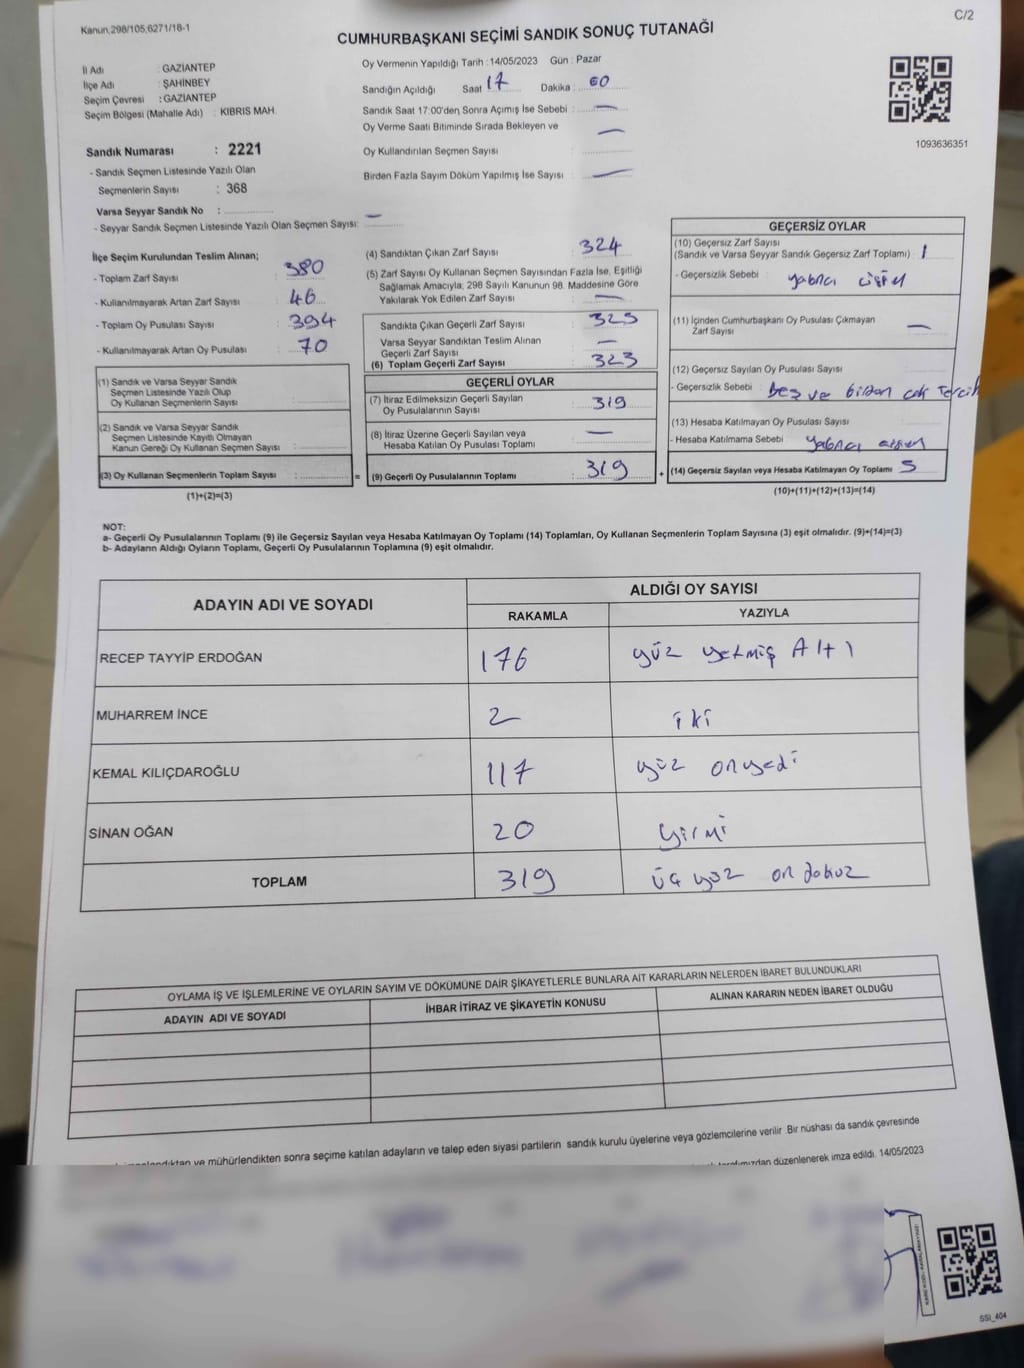 Kanun,298/105,6271/18-1
C/2
CUMHURBAŞKANI SEÇİMİ SANDIK SONUÇ TUTANAĞI
İl Adı : GAZİANTEP
İlçe Adı : ŞAHİNBEY
Seçim Çevresi : GAZİANTEP
Seçim Bölgesi (Mahalle Adı) : KIBRIS MAH.
Sandık Numarası : 2221
- Sandık Seçmen Listesinde Yazılı Olan
Seçmenlerin Sayısı : 368
Varsa Seyyar Sandık No :
- Seyyar Sandık Seçmen Listesinde Yazılı Olan Seçmen Sayısı: —
Oy Vermenin Yapıldığı Tarih : 14/05/2023 Gün : Pazar
Sandığın Açıldığı Saat 17 Dakika : 00
Sandık Saat 17:00'den Sonra Açımış İse Sebebi : —
Oy Verme Saati Bitiminde Sırada Bekleyen ve
Oy Kullandırılan Seçmen Sayısı : —
Birden Fazla Sayım Döküm Yapılmış İse Sayısı : —
1093636351
İlçe Seçim Kurulundan Teslim Alınan;
- Toplam Zarf Sayısı : 380
- Kullanılmayarak Artan Zarf Sayısı : 46
- Toplam Oy Pusulası Sayısı : 394
- Kullanılmayarak Artan Oy Pusulası : 70
(4) Sandıktan Çıkan Zarf Sayısı : 324
(5) Zarf Sayısı Oy Kullanan Seçmen Sayısından Fazla İse, Eşitliği
Sağlamak Amacıyla, 298 Sayılı Kanunun 98. Maddesine Göre
Yakılarak Yok Edilen Zarf Sayısı : —
Sandıkta Çıkan Geçerli Zarf Sayısı : 323
Varsa Seyyar Sandıktan Teslim Alınan
Geçerli Zarf Sayısı : —
(6) Toplam Geçerli Zarf Sayısı : 323
GEÇERLİ OYLAR
(7) İtiraz Edilmeksizin Geçerli Sayılan
Oy Pusulalarının Sayısı : 319
(8) İtiraz Üzerine Geçerli Sayılan veya
Hesaba Katılan Oy Pusulası Toplamı : —
(9) Geçerli Oy Pusulalarının Toplamı : 319
GEÇERSİZ OYLAR
(10) Geçersiz Zarf Sayısı
(Sandık ve Varsa Seyyar Sandık Geçersiz Zarf Toplamı) : 1
- Geçersizlik Sebebi : yabancı cisim
(11) İçinden Cumhurbaşkanı Oy Pusulası Çıkmayan
Zarf Sayısı : —
(12) Geçersiz Sayılan Oy Pusulası Sayısı :
- Geçersizlik Sebebi : Boş ve birden çok Tercih
(13) Hesaba Katılmayan Oy Pusulası Sayısı :
- Hesaba Katılmama Sebebi : yabancı cisim
(14) Geçersiz Sayılan veya Hesaba Katılmayan Oy Toplamı : 5
(10)+(11)+(12)+(13)=(14)
(1) Sandık ve Varsa Seyyar Sandık
Seçmen Listesinde Yazılı Olup
Oy Kullanan Seçmenlerin Sayısı :
(2) Sandık ve Varsa Seyyar Sandık
Seçmen Listesinde Kayıtlı Olmayan
Kanun Gereği Oy Kullanan Seçmen Sayısı :
(3) Oy Kullanan Seçmenlerin Toplam Sayısı :
(1)+(2)=(3)
NOT:
a- Geçerli Oy Pusulalarının Toplamı (9) ile Geçersiz Sayılan veya Hesaba Katılmayan Oy Toplamı (14) Toplamları, Oy Kullanan Seçmenlerin Toplam Sayısına (3) eşit olmalıdır. (9)+(14)=(3)
b- Adayların Aldığı Oyların Toplamı, Geçerli Oy Pusulalarının Toplamına (9) eşit olmalıdır.
ADAYIN ADI VE SOYADI
ALDIĞI OY SAYISI
RAKAMLA YAZIYLA
RECEP TAYYİP ERDOĞAN 176 yüz yetmiş Altı
MUHARREM İNCE 2 iki
KEMAL KILIÇDAROĞLU 117 yüz onyedi
SİNAN OĞAN 20 yirmi
TOPLAM 319 üç yüz on dokuz
OYLAMA İŞ VE İŞLEMLERİNE VE OYLARIN SAYIM VE DÖKÜMÜNE DAİR ŞİKAYETLERLE BUNLARA AİT KARARLARIN NELERDEN İBARET BULUNDUKLARI
ADAYIN ADI VE SOYADI İHBAR İTİRAZ VE ŞİKAYETİN KONUSU ALINAN KARARIN NEDEN İBARET OLDUĞU
ve mühürlendikten sonra seçime katılan adayların ve talep eden siyasi partilerin sandık kurulu üyelerine veya gözlemcilerine verilir. Bir nüshası da sandık çevresinde
düzenlenerek imza edildi. 14/05/2023
SSI_404